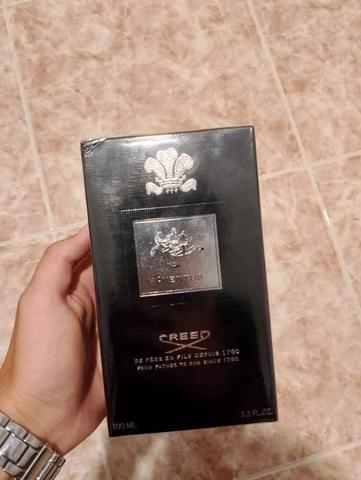 AVENTUS
CREED
DE PÈRE EN FILS DEPUIS 1760
FROM FATHER TO SON SINCE 1760
100 ML
3.3 FL.OZ.